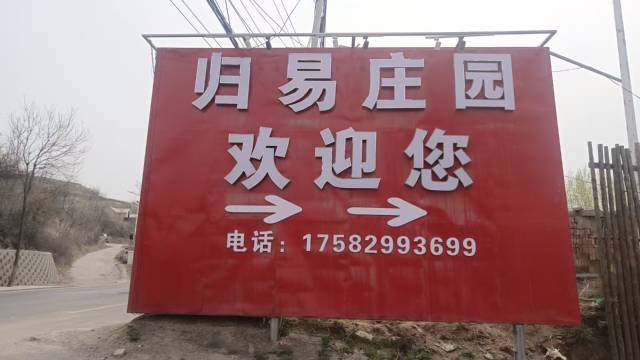 归易庄园
欢迎您
→ →
电话：17582993699